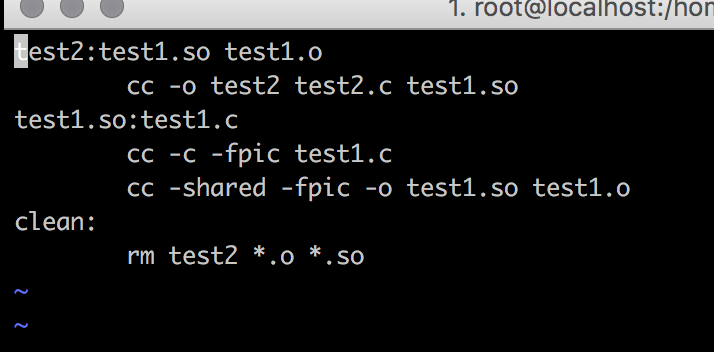 1. root@localhost:/hom
test2:test1.so test1.o
        cc -o test2 test2.c test1.so
test1.so:test1.c
        cc -c -fpic test1.c
        cc -shared -fpic -o test1.so test1.o
clean:
        rm test2 *.o *.so
~
~